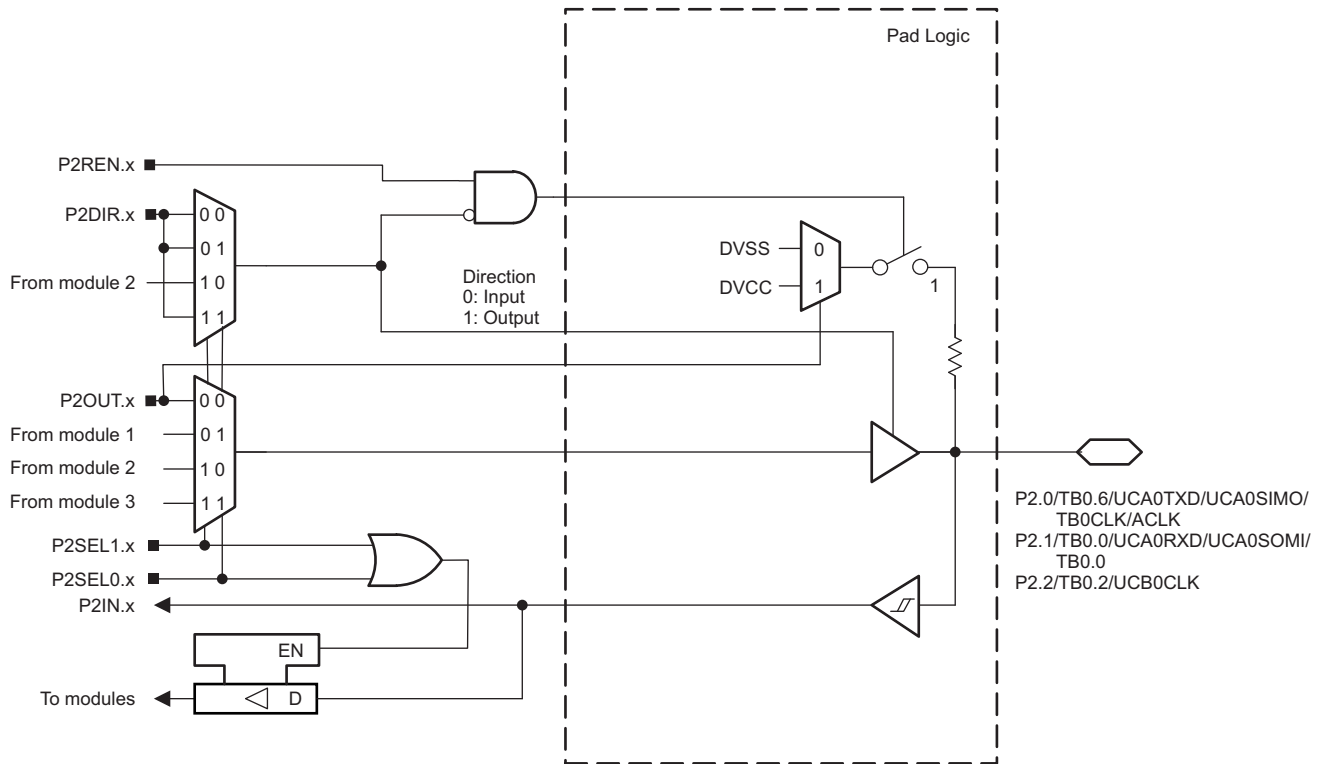 Pad Logic
P2REN.x
P2DIR.x
0 0
0 1
From module 2
1 0
1 1
Direction
0: Input
1: Output
DVSS
0
DVCC
1
1
P2OUT.x
0 0
From module 1
0 1
From module 2
1 0
From module 3
1 1
P2SEL1.x
P2SEL0.x
P2IN.x
EN
To modules
D
P2.0/TB0.6/UCA0TXD/UCA0SIMO/
TB0CLK/ACLK
P2.1/TB0.0/UCA0RXD/UCA0SOMI/
TB0.0
P2.2/TB0.2/UCB0CLK